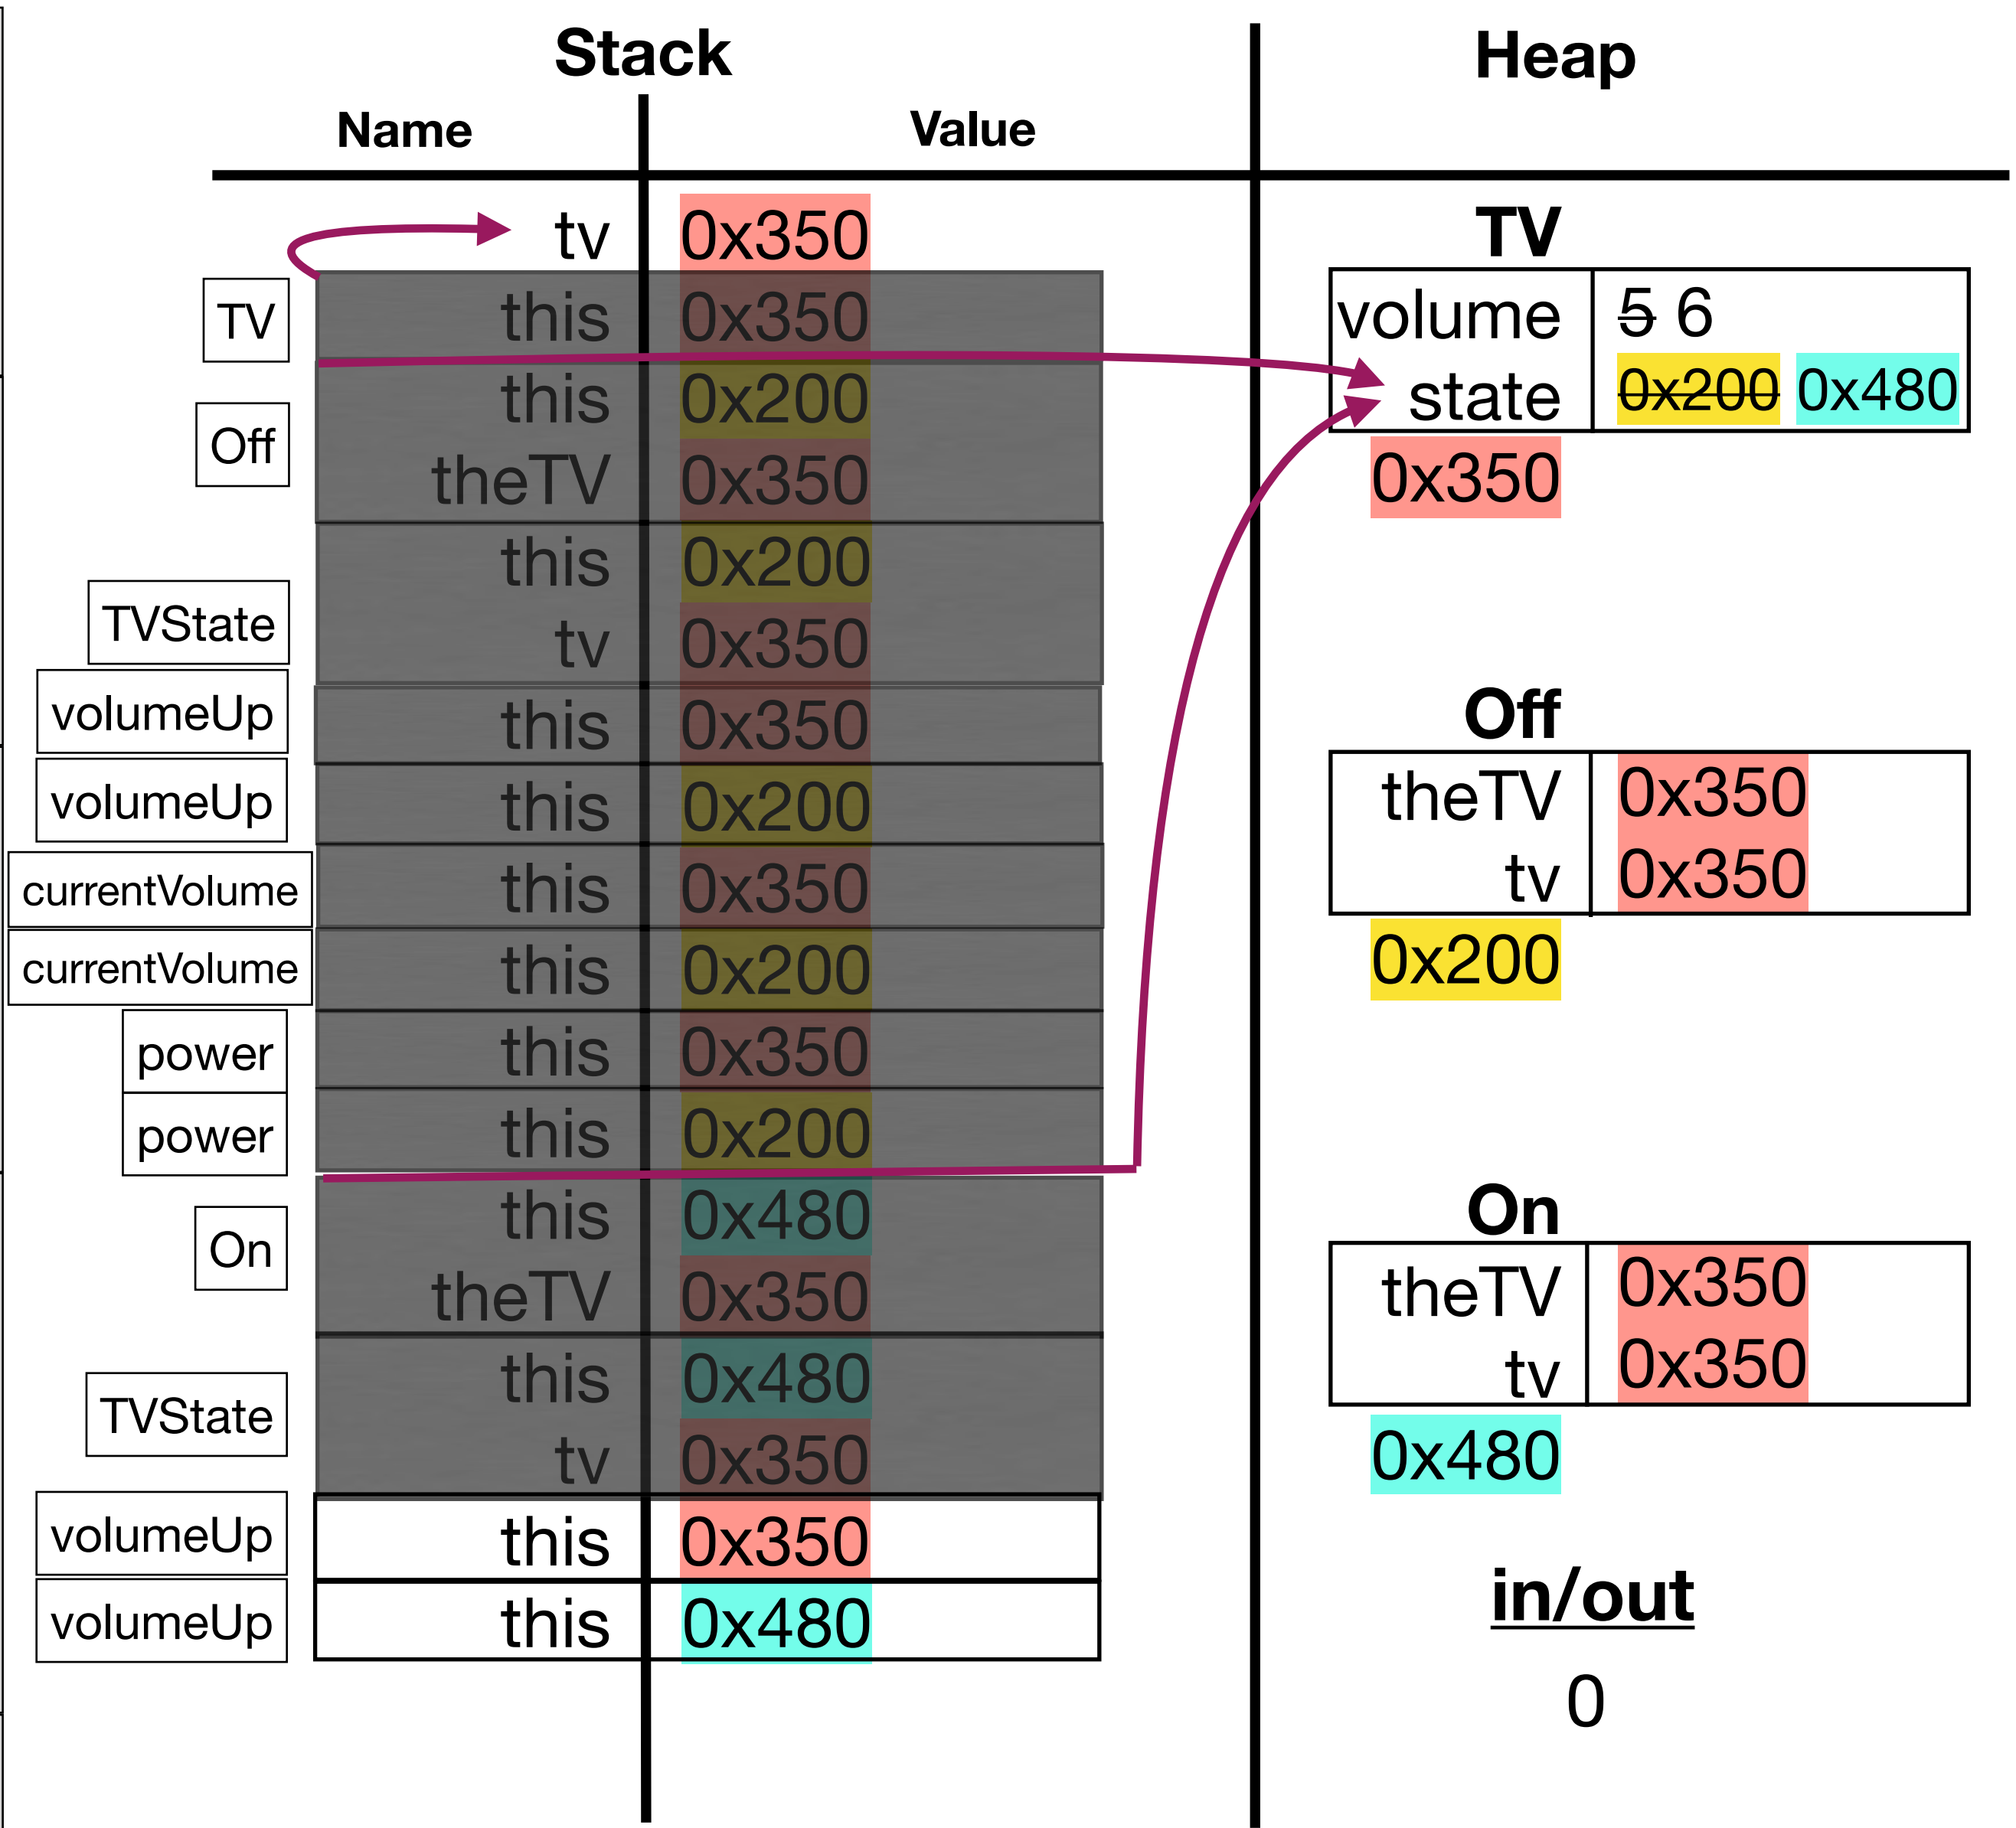 Stack Heap
Name Value
tv 0x350
TV this 0x350
Off this 0x200
theTV 0x350
TVState this 0x200
tv 0x350
volumeUp this 0x350
volumeUp this 0x200
currentVolume this 0x350
currentVolume this 0x200
power this 0x350
power this 0x200
On this 0x480
theTV 0x350
TVState this 0x480
tv 0x350
volumeUp this 0x350
volumeUp this 0x480
TV
volume 5 6
state 0x200 0x480
0x350
Off
theTV 0x350
tv 0x350
0x200
On
theTV 0x350
tv 0x350
0x480
in/out
0